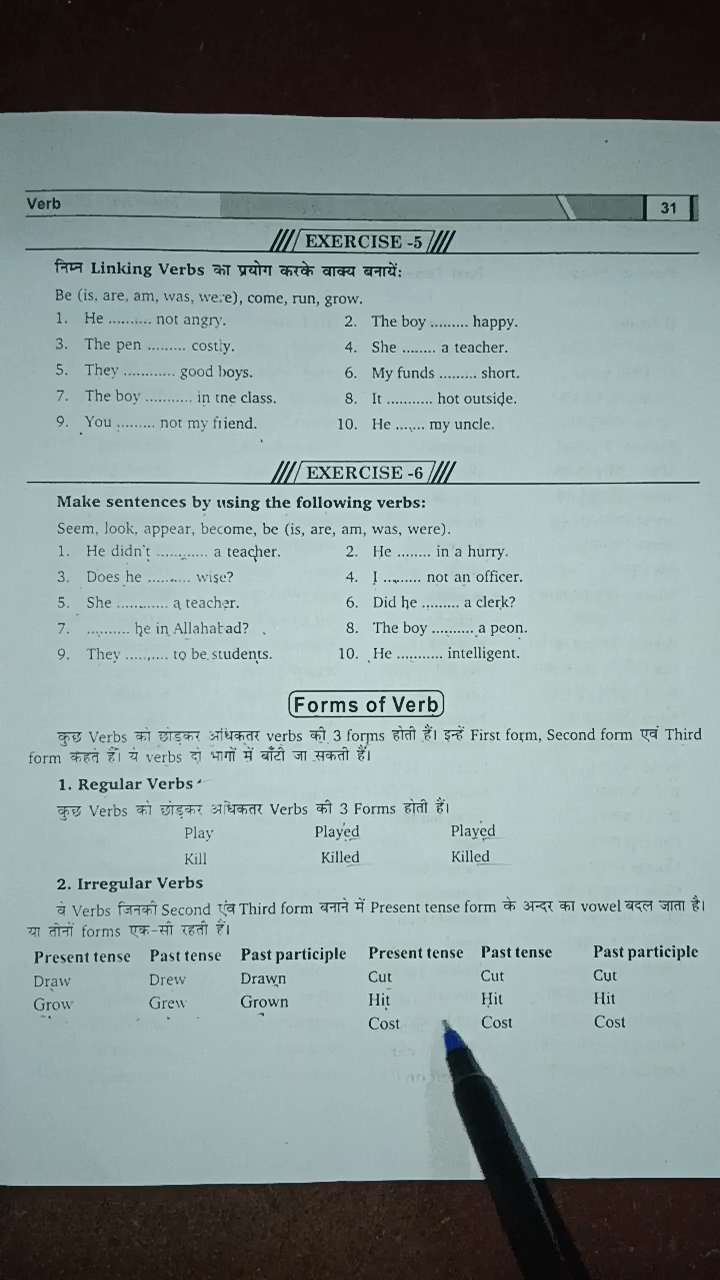 Verb 31
EXERCISE -5
निम्न Linking Verbs का प्रयोग करके वाक्य बनायें:
Be (is, are, am, was, were), come, run, grow.
1. He .......... not angry. 2. The boy ......... happy.
3. The pen ......... costly. 4. She ........ a teacher.
5. They ............ good boys. 6. My funds ......... short.
7. The boy ........... in the class. 8. It ........... hot outside.
9. You ......... not my friend. 10. He ....... my uncle.
EXERCISE -6
Make sentences by using the following verbs:
Seem, look, appear, become, be (is, are, am, was, were).
1. He didn't ............ a teacher. 2. He ........ in a hurry.
3. Does he .......... wise? 4. I ......... not an officer.
5. She ............ a teacher. 6. Did he ......... a clerk?
7. .......... he in Allahabad? 8. The boy .......... a peon.
9. They .......... to be students. 10. He ........... intelligent.
Forms of Verb
कुछ Verbs को छोड़कर अधिकतर verbs की 3 forms होती हैं। इन्हें First form, Second form एवं Third
form कहते हैं। ये verbs दो भागों में बाँटी जा सकती हैं।
1. Regular Verbs
कुछ Verbs को छोड़कर अधिकतर Verbs की 3 Forms होती हैं।
Play Played Played
Kill Killed Killed
2. Irregular Verbs
वे Verbs जिनकी Second एंव Third form बनाने में Present tense form के अन्दर का vowel बदल जाता है।
या तीनों forms एक-सी रहती हैं।
Present tense Past tense Past participle Present tense Past tense Past participle
Draw Drew Drawn Cut Cut Cut
Grow Grew Grown Hit Hit Hit
Cost Cost Cost